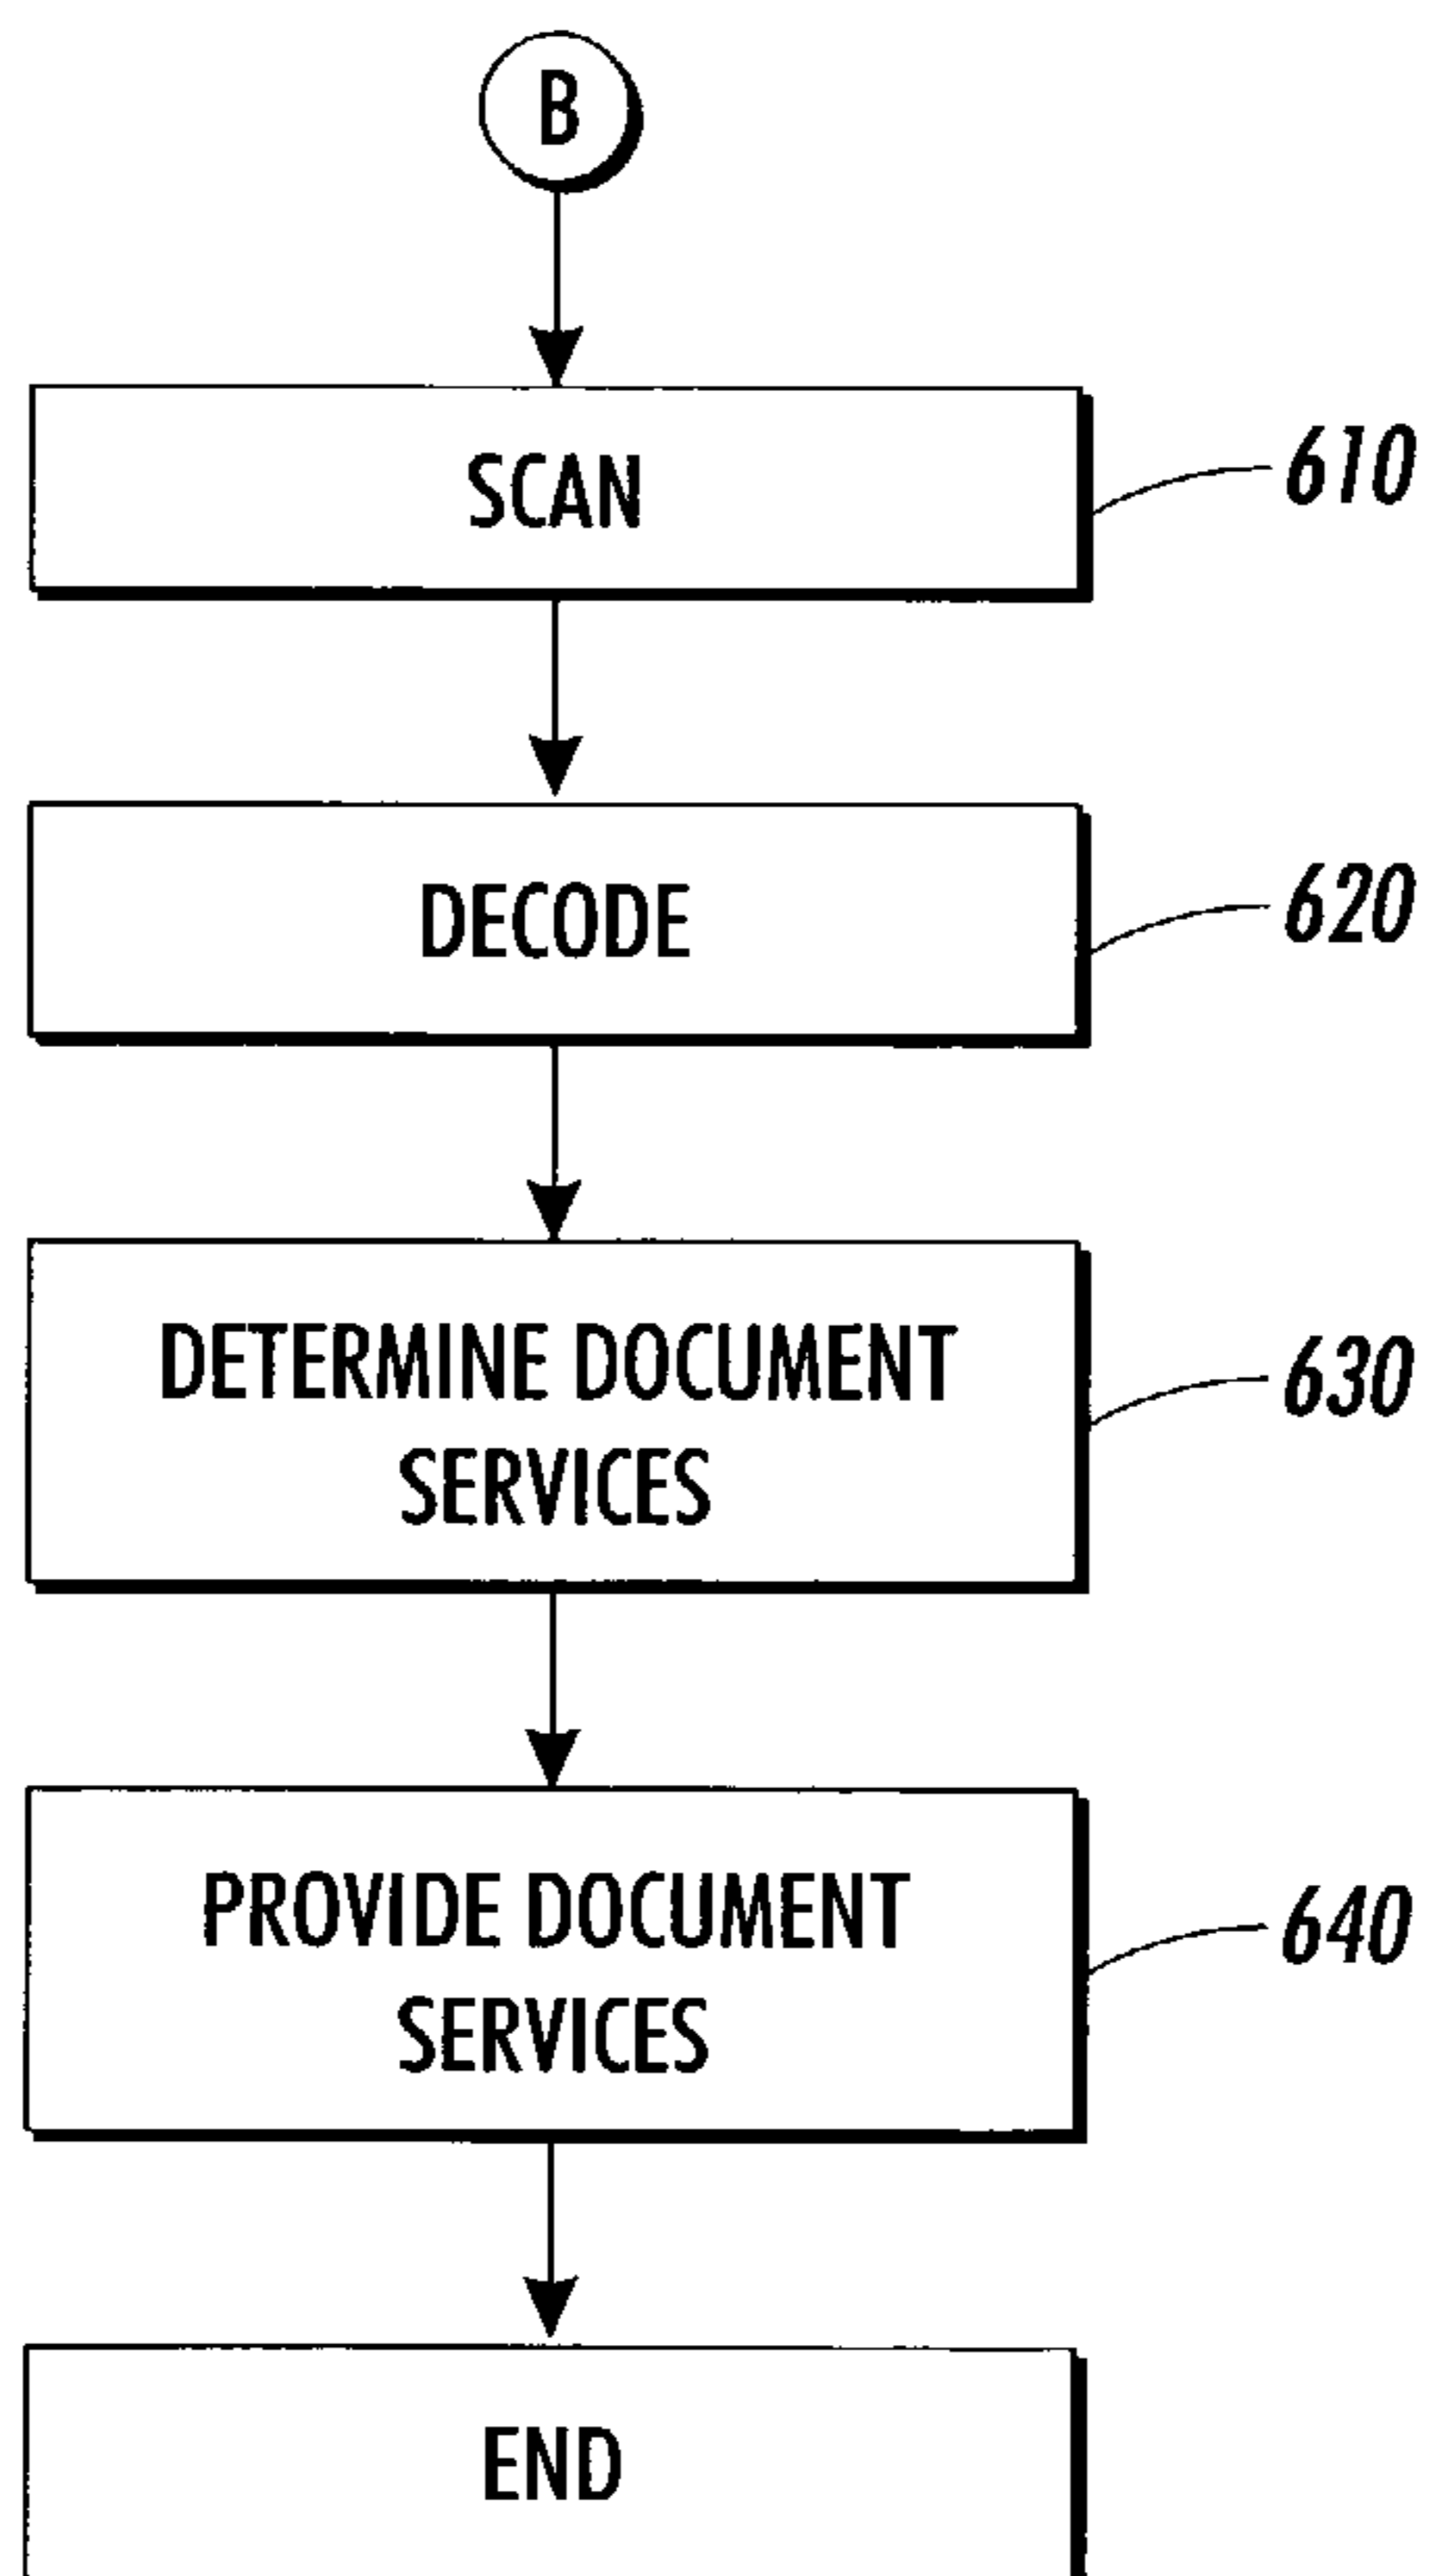 B
SCAN
610
DECODE
620
DETERMINE DOCUMENT
SERVICES
630
PROVIDE DOCUMENT
SERVICES
640
END